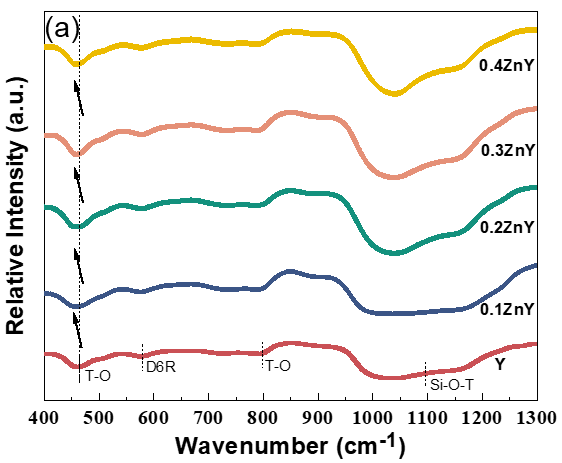 (a)
Relative Intensity (a.u.)
0.4ZnY
0.3ZnY
0.2ZnY
0.1ZnY
Y
T-O
D6R
T-O
Si-O-T
400 500 600 700 800 900 1000 1100 1200 1300
Wavenumber (cm⁻¹)